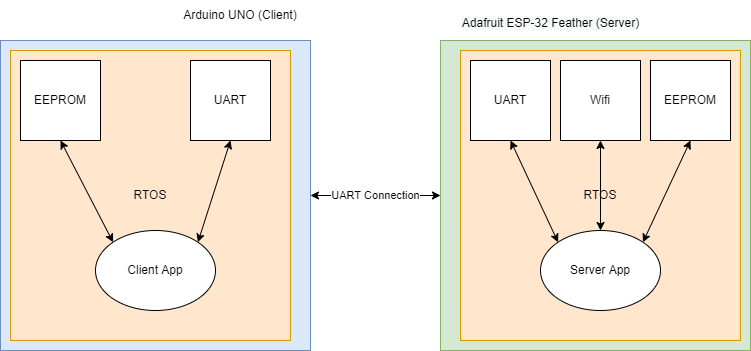 Arduino UNO (Client)
Adafruit ESP-32 Feather (Server)
EEPROM
UART
UART
Wifi
EEPROM
RTOS
UART Connection
RTOS
Client App
Server App